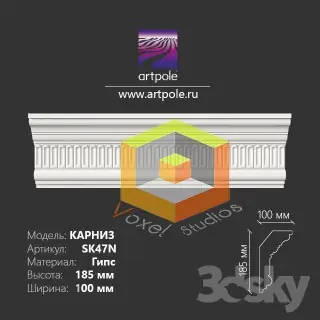 artpole
www.artpole.ru
Voxel Studios
Модель: КАРНИЗ
Артикул: SK47N
Материал: Гипс
Высота: 185 мм
Ширина: 100 мм
100 мм
185 мм
3dsky